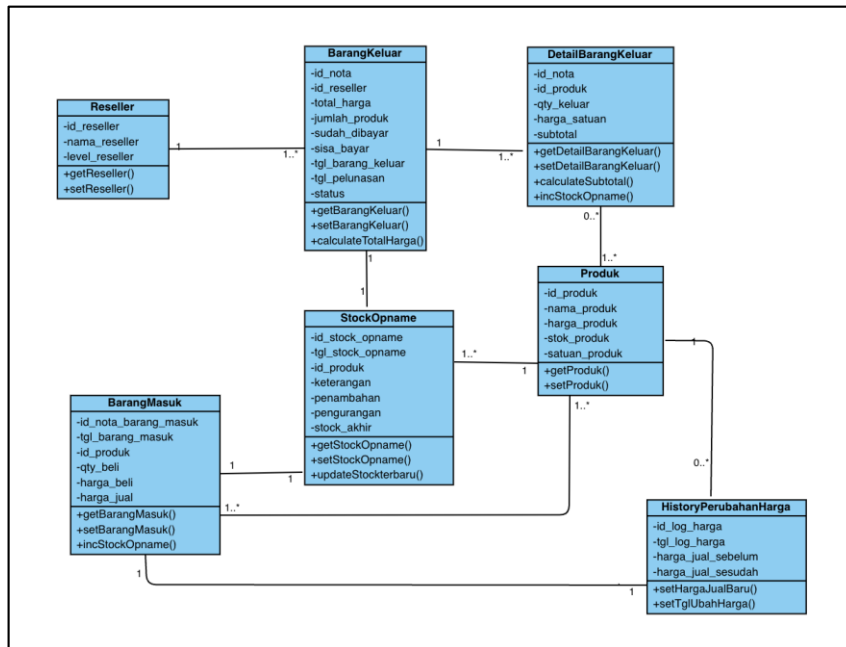 Reseller
-id_reseller
-nama_reseller
-level_reseller
+getReseller()
+setReseller()
1
1..*
BarangKeluar
-id_nota
-id_reseller
-total_harga
-jumlah_produk
-sudah_dibayar
-sisa_bayar
-tgl_barang_keluar
-tgl_pelunasan
-status
+getBarangKeluar()
+setBarangKeluar()
+calculateTotalHarga()
1
1..*
DetailBarangKeluar
-id_nota
-id_produk
-qty_keluar
-harga_satuan
-subtotal
+getDetailBarangKeluar()
+setDetailBarangKeluar()
+calculateSubtotal()
+incStockOpname()
0..*
1..*
1
1
Produk
-id_produk
-nama_produk
-harga_produk
-stok_produk
-satuan_produk
+getProduk()
+setProduk()
StockOpname
-id_stock_opname
-tgl_stock_opname
-id_produk
-keterangan
-penambahan
-pengurangan
-stock_akhir
+getStockOpname()
+setStockOpname()
+updateStockterbaru()
1..*
1
1
0..*
BarangMasuk
-id_nota_barang_masuk
-tgl_barang_masuk
-id_produk
-qty_beli
-harga_beli
-harga_jual
+getBarangMasuk()
+setBarangMasuk()
+incStockOpname()
1
1
1..*
1..*
HistoryPerubahanHarga
-id_log_harga
-tgl_log_harga
-harga_jual_sebelum
-harga_jual_sesudah
+setHargaJualBaru()
+setTglUbahHarga()
1
1